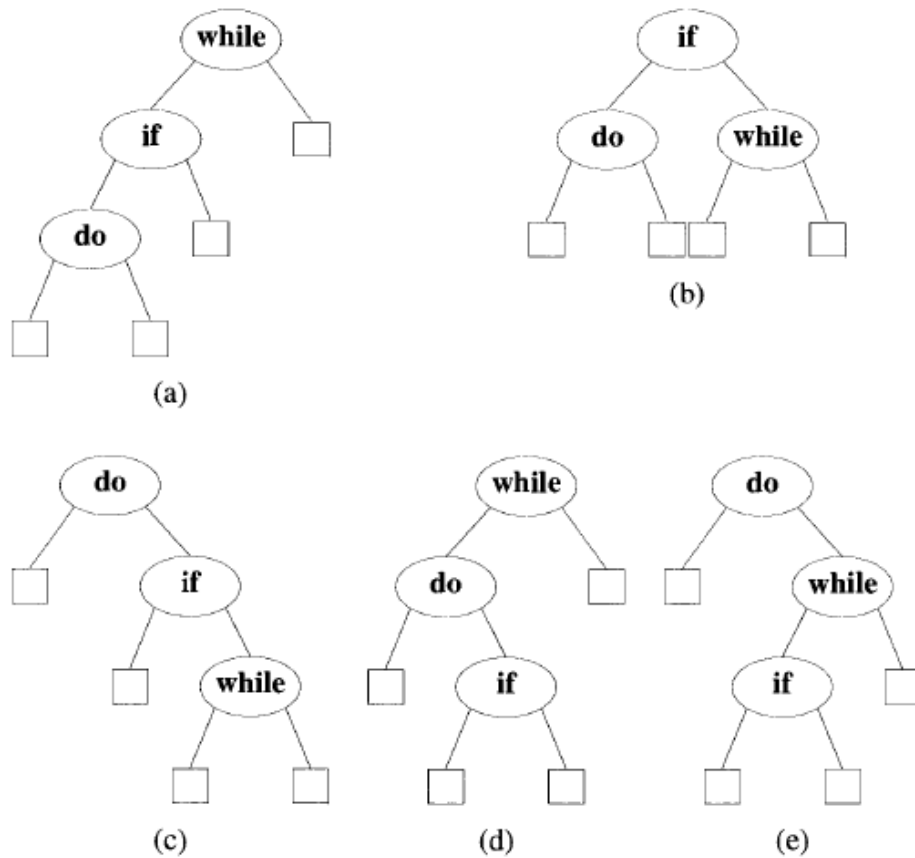 while
if
if
do
while
do
(b)
(a)
do
while
do
if
do
while
while
if
if
(c)
(d)
(e)